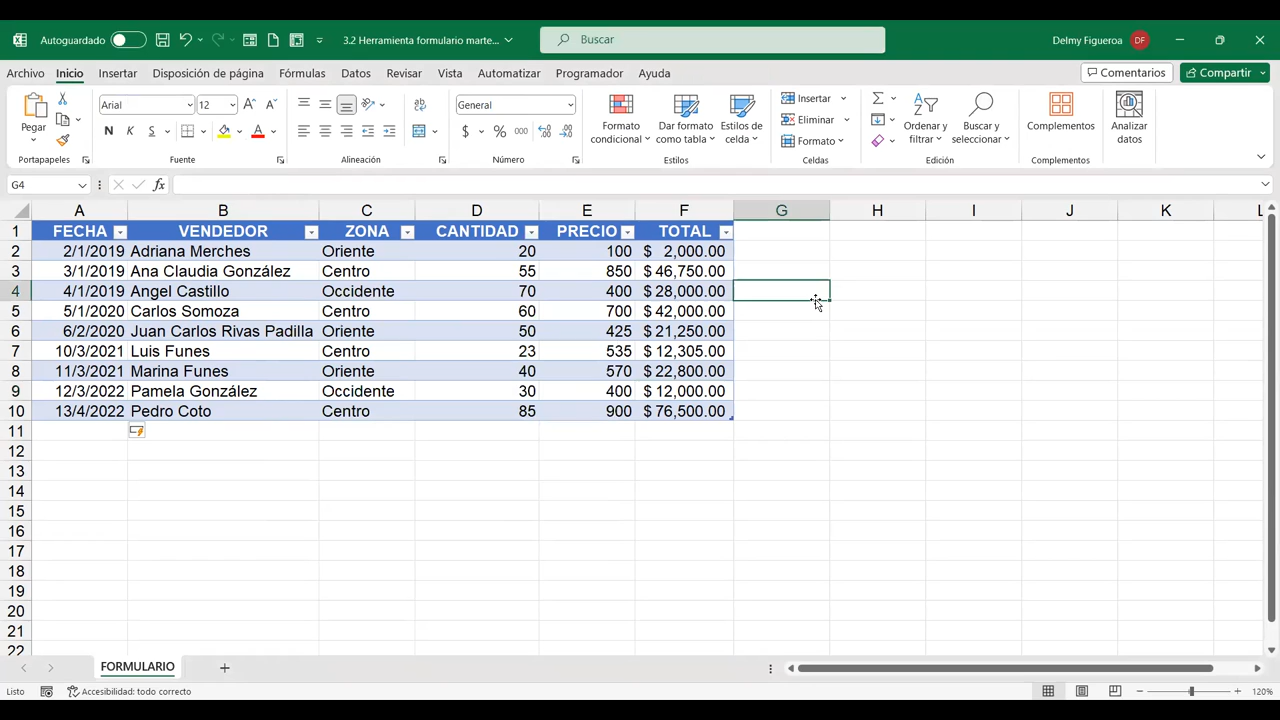 Autoguardado
3.2 Herramienta formulario marte...
Buscar
Delmy Figueroa DF
Archivo Inicio Insertar Disposición de página Fórmulas Datos Revisar Vista Automatizar Programador Ayuda
Comentarios Compartir
Pegar
Portapapeles
Arial 12
N K S
Fuente
Alineación
General
$ % 000
Número
Formato condicional
Dar formato como tabla
Estilos de celda
Estilos
Insertar
Eliminar
Formato
Celdas
Ordenar y filtrar
Buscar y seleccionar
Edición
Complementos
Complementos
Analizar datos
G4 fx
A B C D E F G H I J K L
1 FECHA VENDEDOR ZONA CANTIDAD PRECIO TOTAL
2 2/1/2019 Adriana Merches Oriente 20 100 $ 2,000.00
3 3/1/2019 Ana Claudia González Centro 55 850 $ 46,750.00
4 4/1/2019 Angel Castillo Occidente 70 400 $ 28,000.00
5 5/1/2020 Carlos Somoza Centro 60 700 $ 42,000.00
6 6/2/2020 Juan Carlos Rivas Padilla Oriente 50 425 $ 21,250.00
7 10/3/2021 Luis Funes Centro 23 535 $ 12,305.00
8 11/3/2021 Marina Funes Oriente 40 570 $ 22,800.00
9 12/3/2022 Pamela González Occidente 30 400 $ 12,000.00
10 13/4/2022 Pedro Coto Centro 85 900 $ 76,500.00
11
12
13
14
15
16
17
18
19
20
21
22
FORMULARIO
Listo Accesibilidad: todo correcto 120%